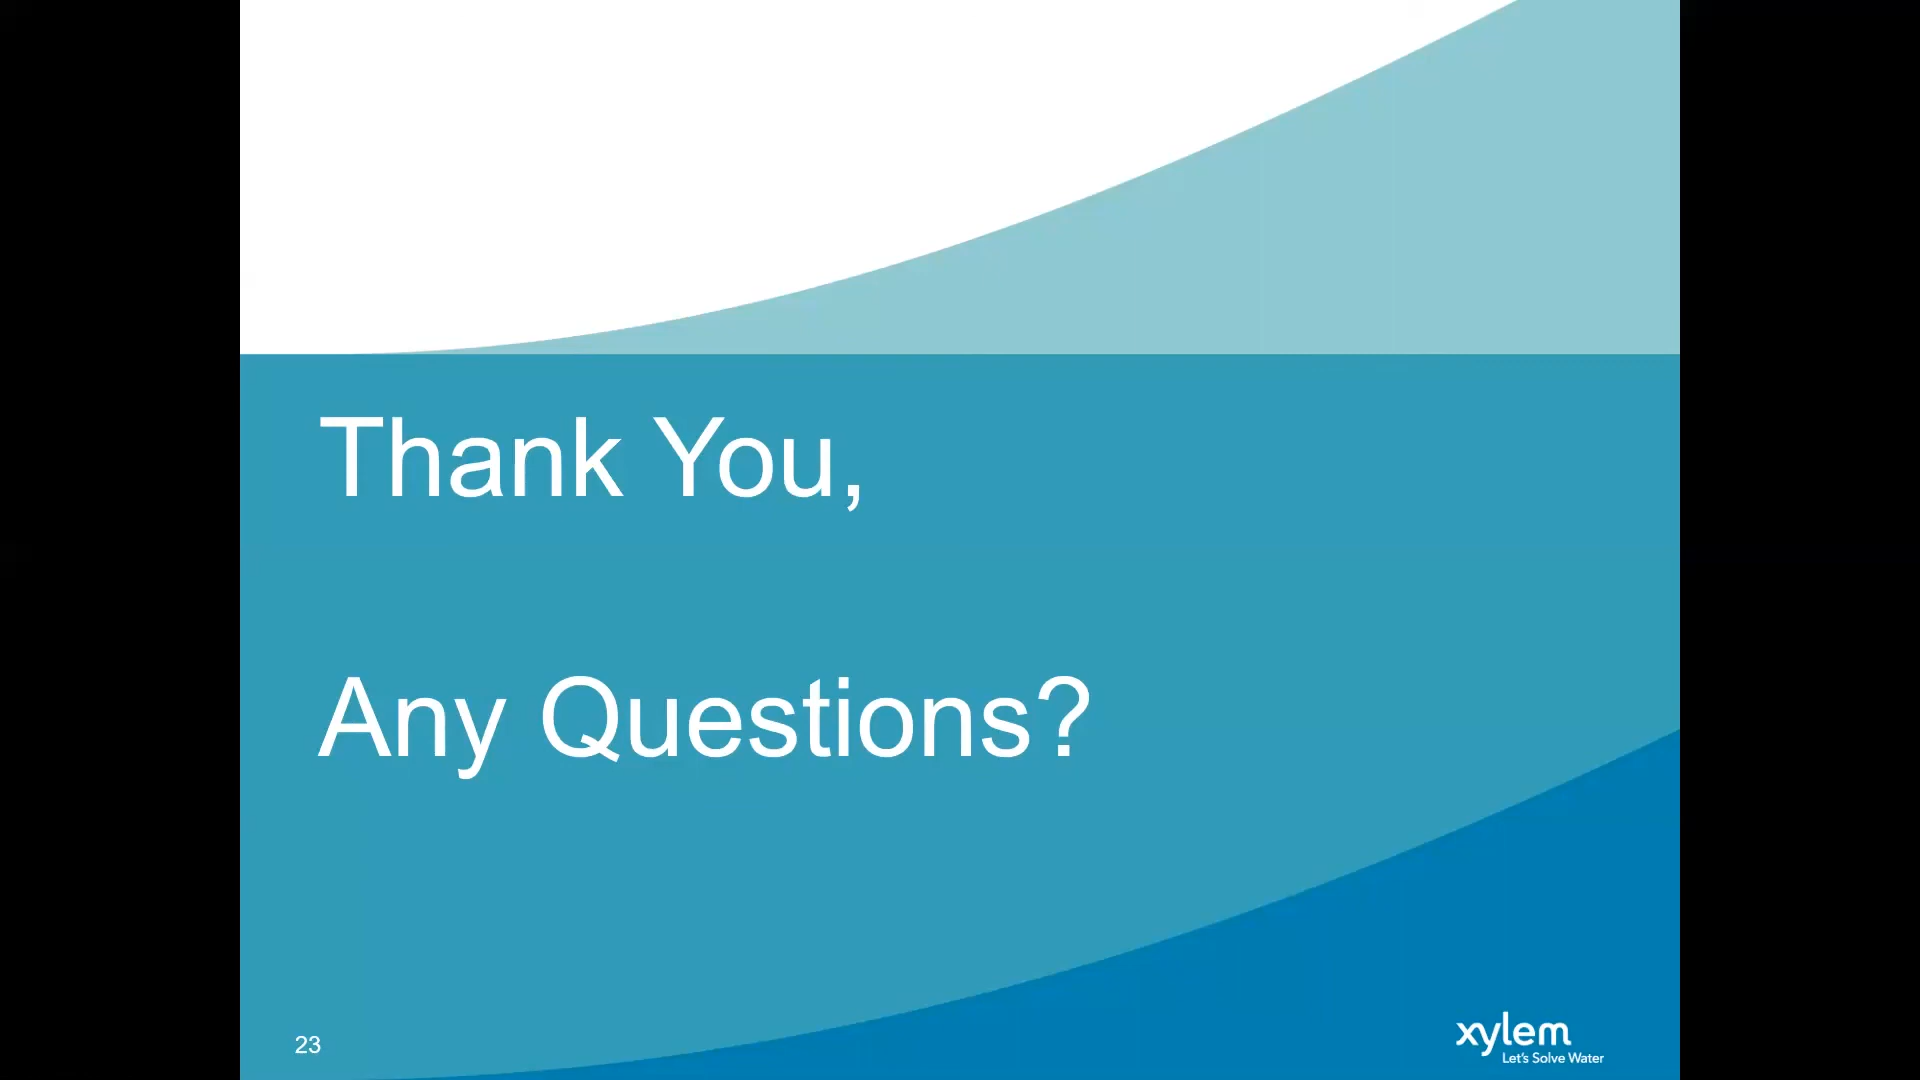 Thank You,
Any Questions?
23
xylem
Let's Solve Water